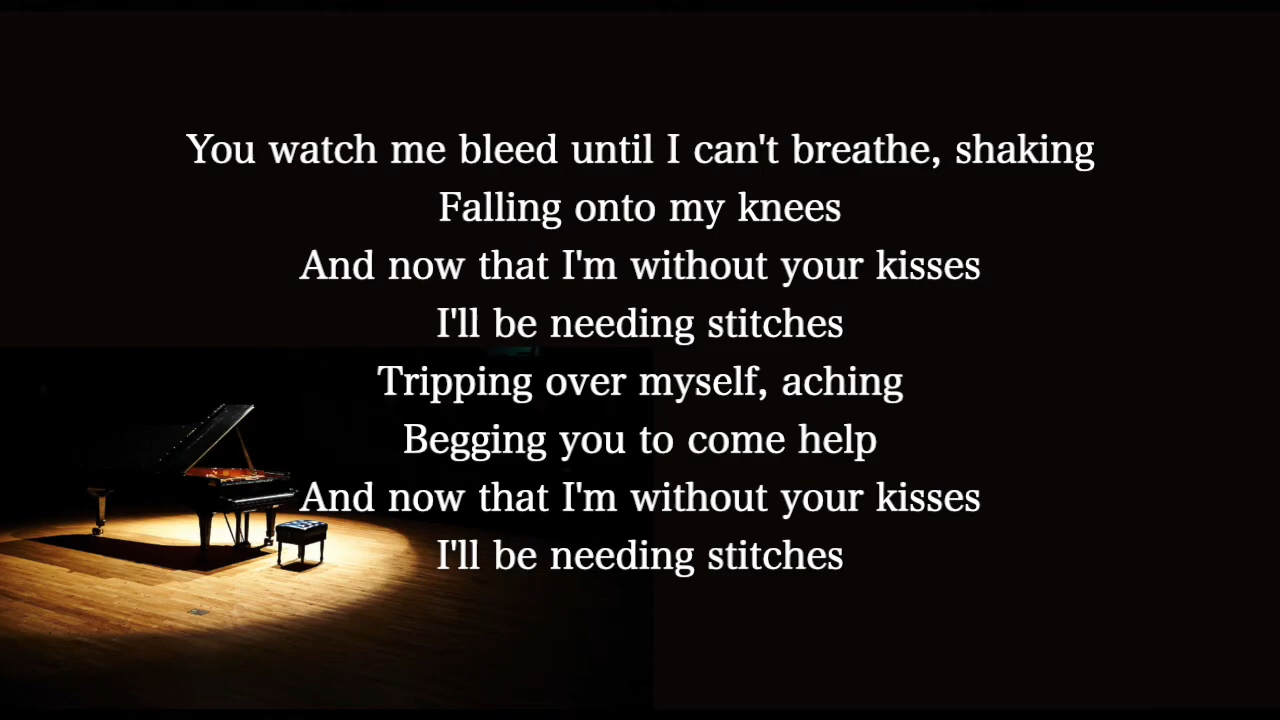 You watch me bleed until I can't breathe, shaking
Falling onto my knees
And now that I'm without your kisses
I'll be needing stitches
Tripping over myself, aching
Begging you to come help
And now that I'm without your kisses
I'll be needing stitches